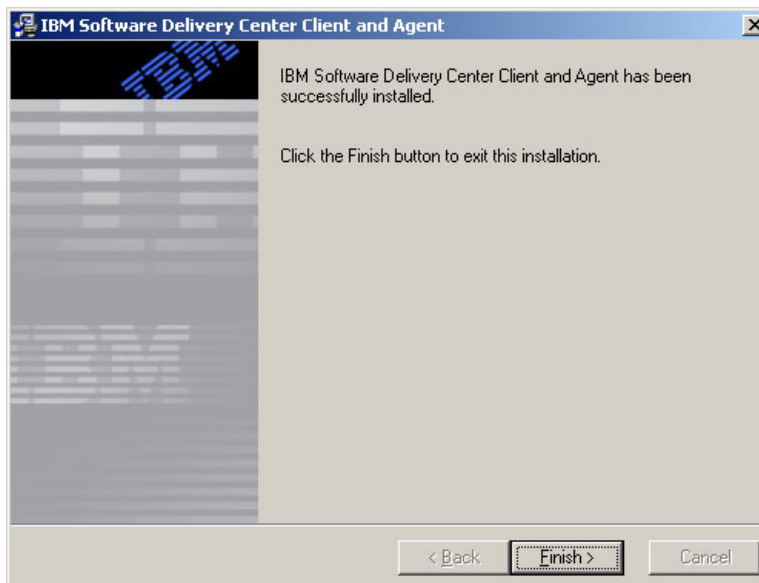 IBM Software Delivery Center Client and Agent
IBM
IBM Software Delivery Center Client and Agent has been
successfully installed.
Click the Finish button to exit this installation.
IBM
< Back
Finish >
Cancel